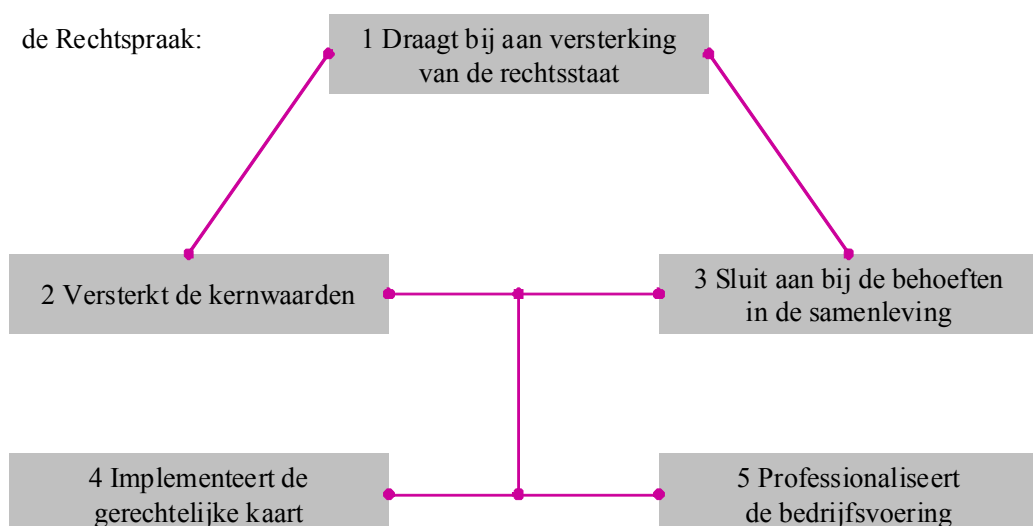 de Rechtspraak:
1 Draagt bij aan versterking
van de rechtsstaat
2 Versterkt de kernwaarden
3 Sluit aan bij de behoeften
in de samenleving
4 Implementeert de
gerechtelijke kaart
5 Professionaliseert
de bedrijfsvoering